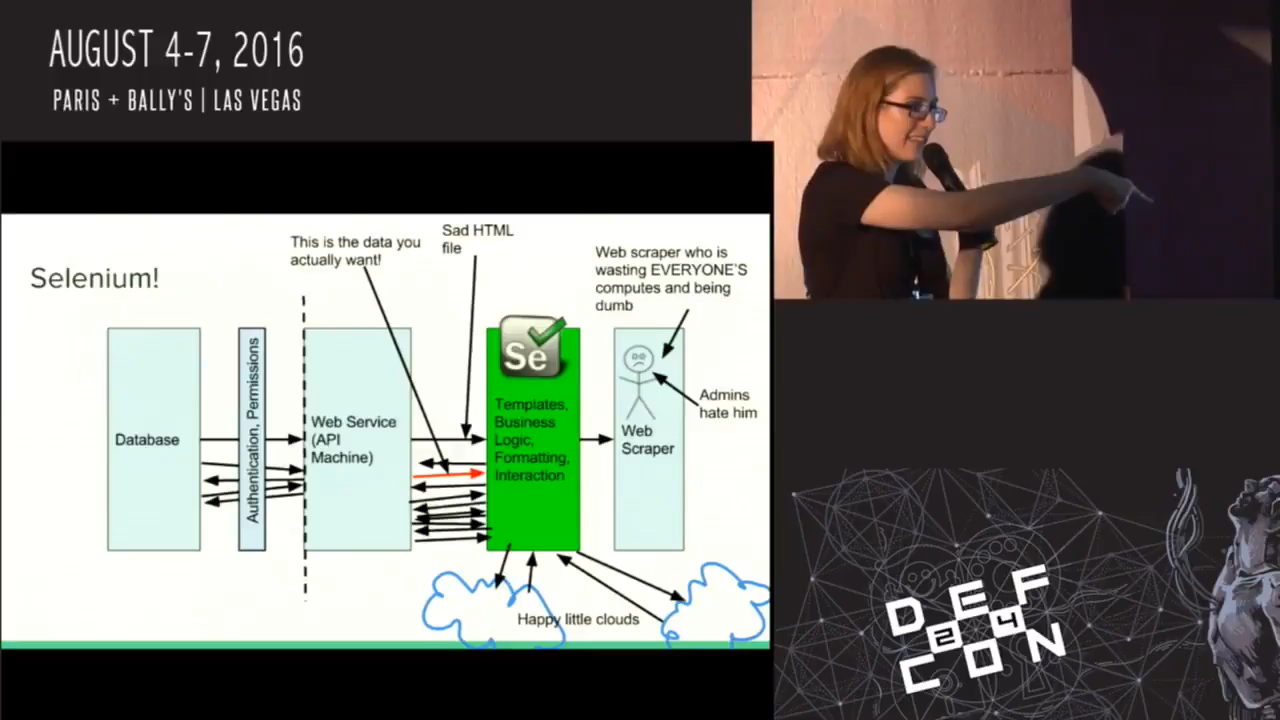 AUGUST 4-7, 2016
PARIS + BALLY'S | LAS VEGAS
Selenium!
This is the data you
actually want!
Sad HTML
file
Web scraper who is
wasting EVERYONE'S
computes and being
dumb
Admins
hate him
Database
Authentication, Permissions
Web Service
(API
Machine)
Se
Templates,
Business
Logic,
Formatting,
Interaction
Web
Scraper
Happy little clouds
DEF
24
CON